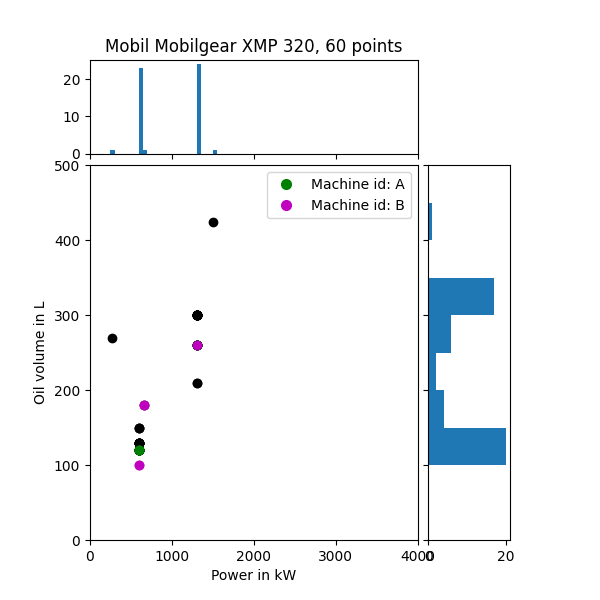 Mobil Mobilgear XMP 320, 60 points
20
10
0
500
400
300
200
100
0
Oil volume in L
Machine id: A
Machine id: B
0 1000 2000 3000 4000
0 20
Power in kW